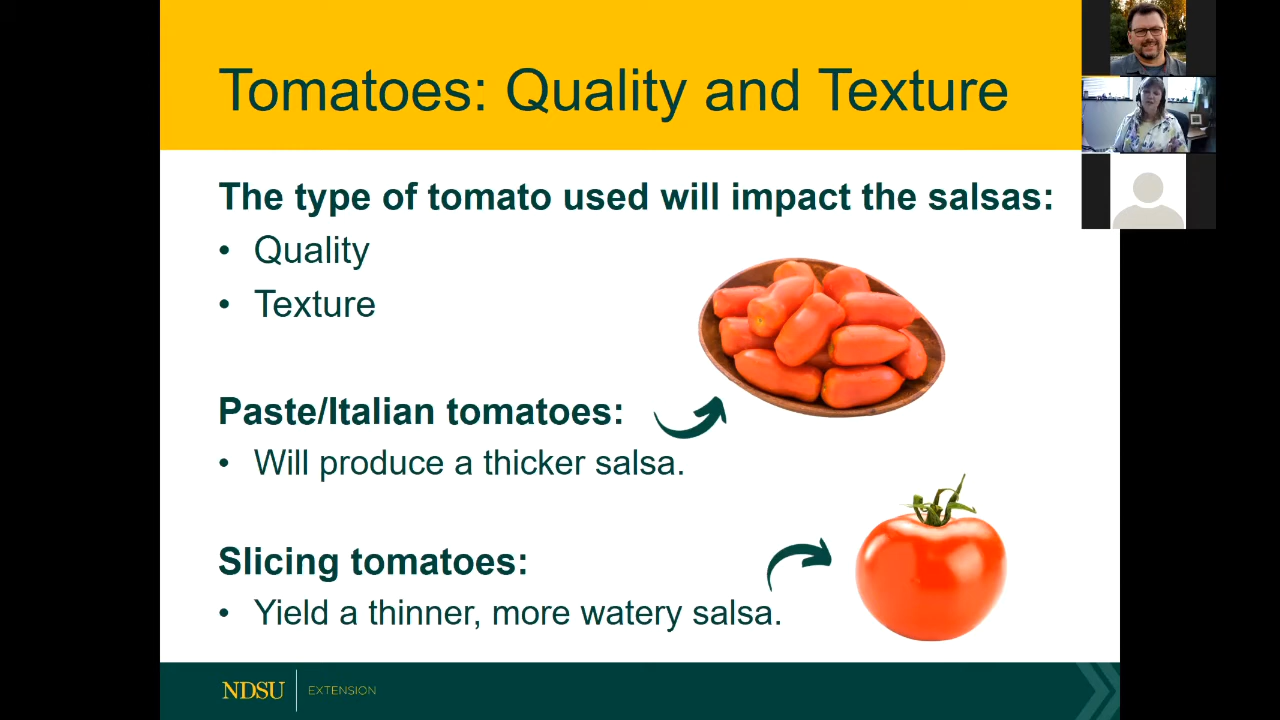 Tomatoes: Quality and Texture
The type of tomato used will impact the salsas:
• Quality
• Texture
Paste/Italian tomatoes:
• Will produce a thicker salsa.
Slicing tomatoes:
• Yield a thinner, more watery salsa.
NDSU EXTENSION